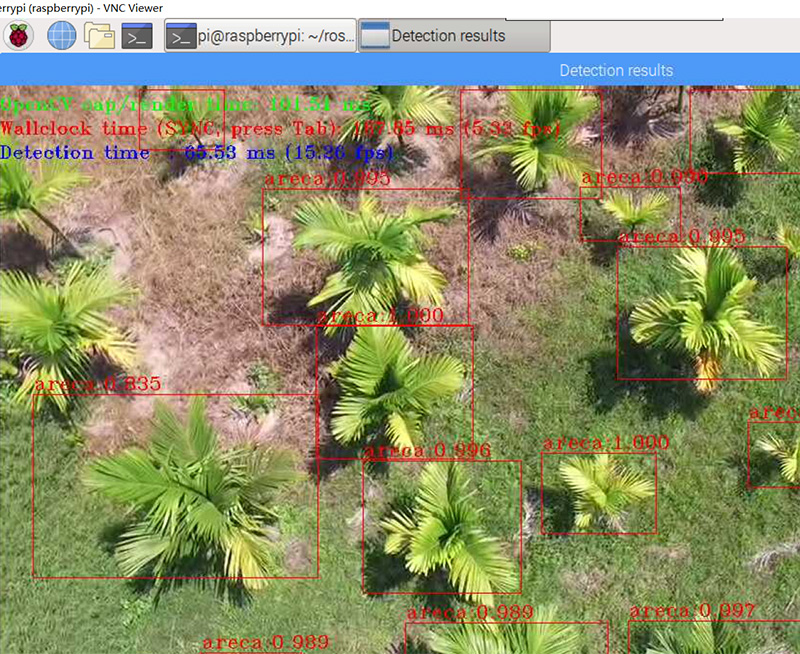 errypi (raspberrypi) - VNC Viewer
pi@raspberrypi: ~/ros...
Detection results
Detection results
OpenCV cap/render time: 101.54 ms
Wallclock time (SYNC, press Tab): 187.85 ms (5.32 fps)
Detection time : 65.53 ms (15.26 fps)
areca:0.995
areca:0.995
areca:1.000
areca:0.835
areca:1.000
areca:0.996
areca:0.989
areca:0.997
areca:0.989